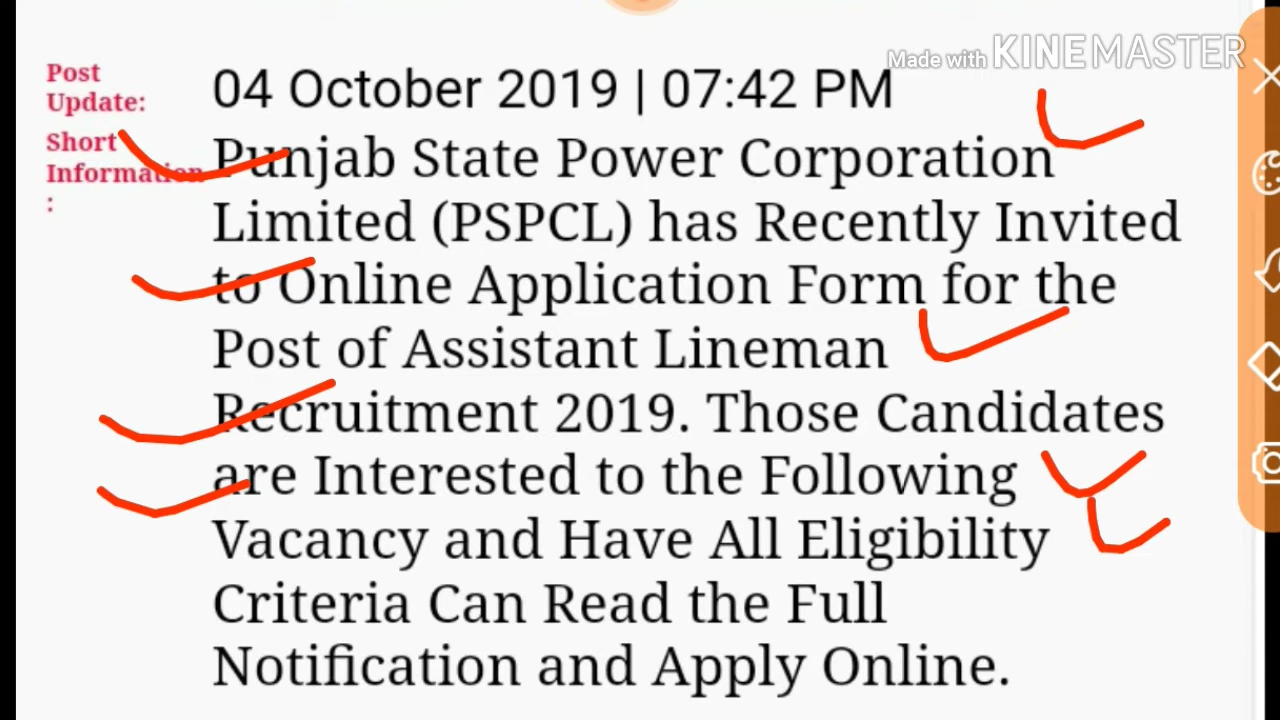 Made with KINEMASTER
Post
Update:
04 October 2019 | 07:42 PM
Short
Information
:
Punjab State Power Corporation
Limited (PSPCL) has Recently Invited
to Online Application Form for the
Post of Assistant Lineman
Recruitment 2019. Those Candidates
are Interested to the Following
Vacancy and Have All Eligibility
Criteria Can Read the Full
Notification and Apply Online.